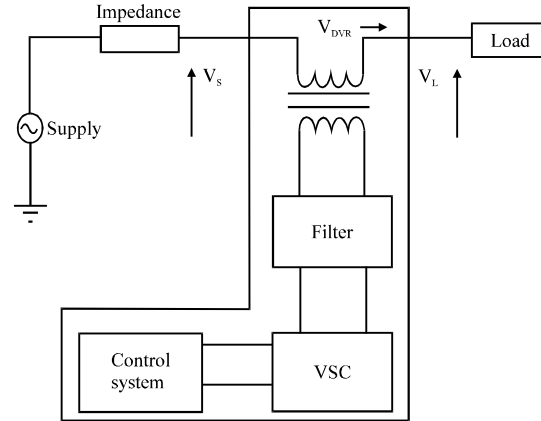 Impedance
V_DVR
Load
V_S
V_L
Supply
Filter
Control
system
VSC